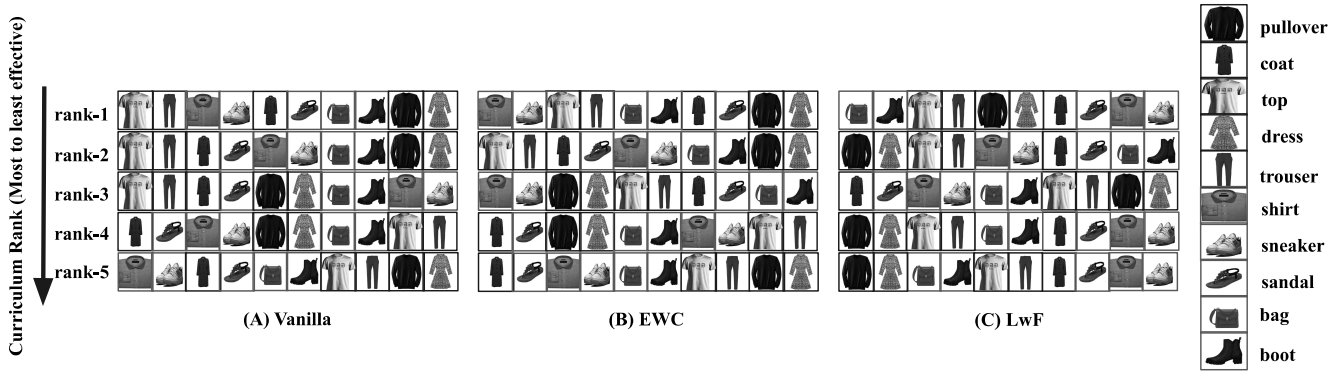 Curriculum Rank (Most to least effective)
rank-1
rank-2
rank-3
rank-4
rank-5
(A) Vanilla
(B) EWC
(C) LwF
pullover
coat
top
dress
trouser
shirt
sneaker
sandal
bag
boot